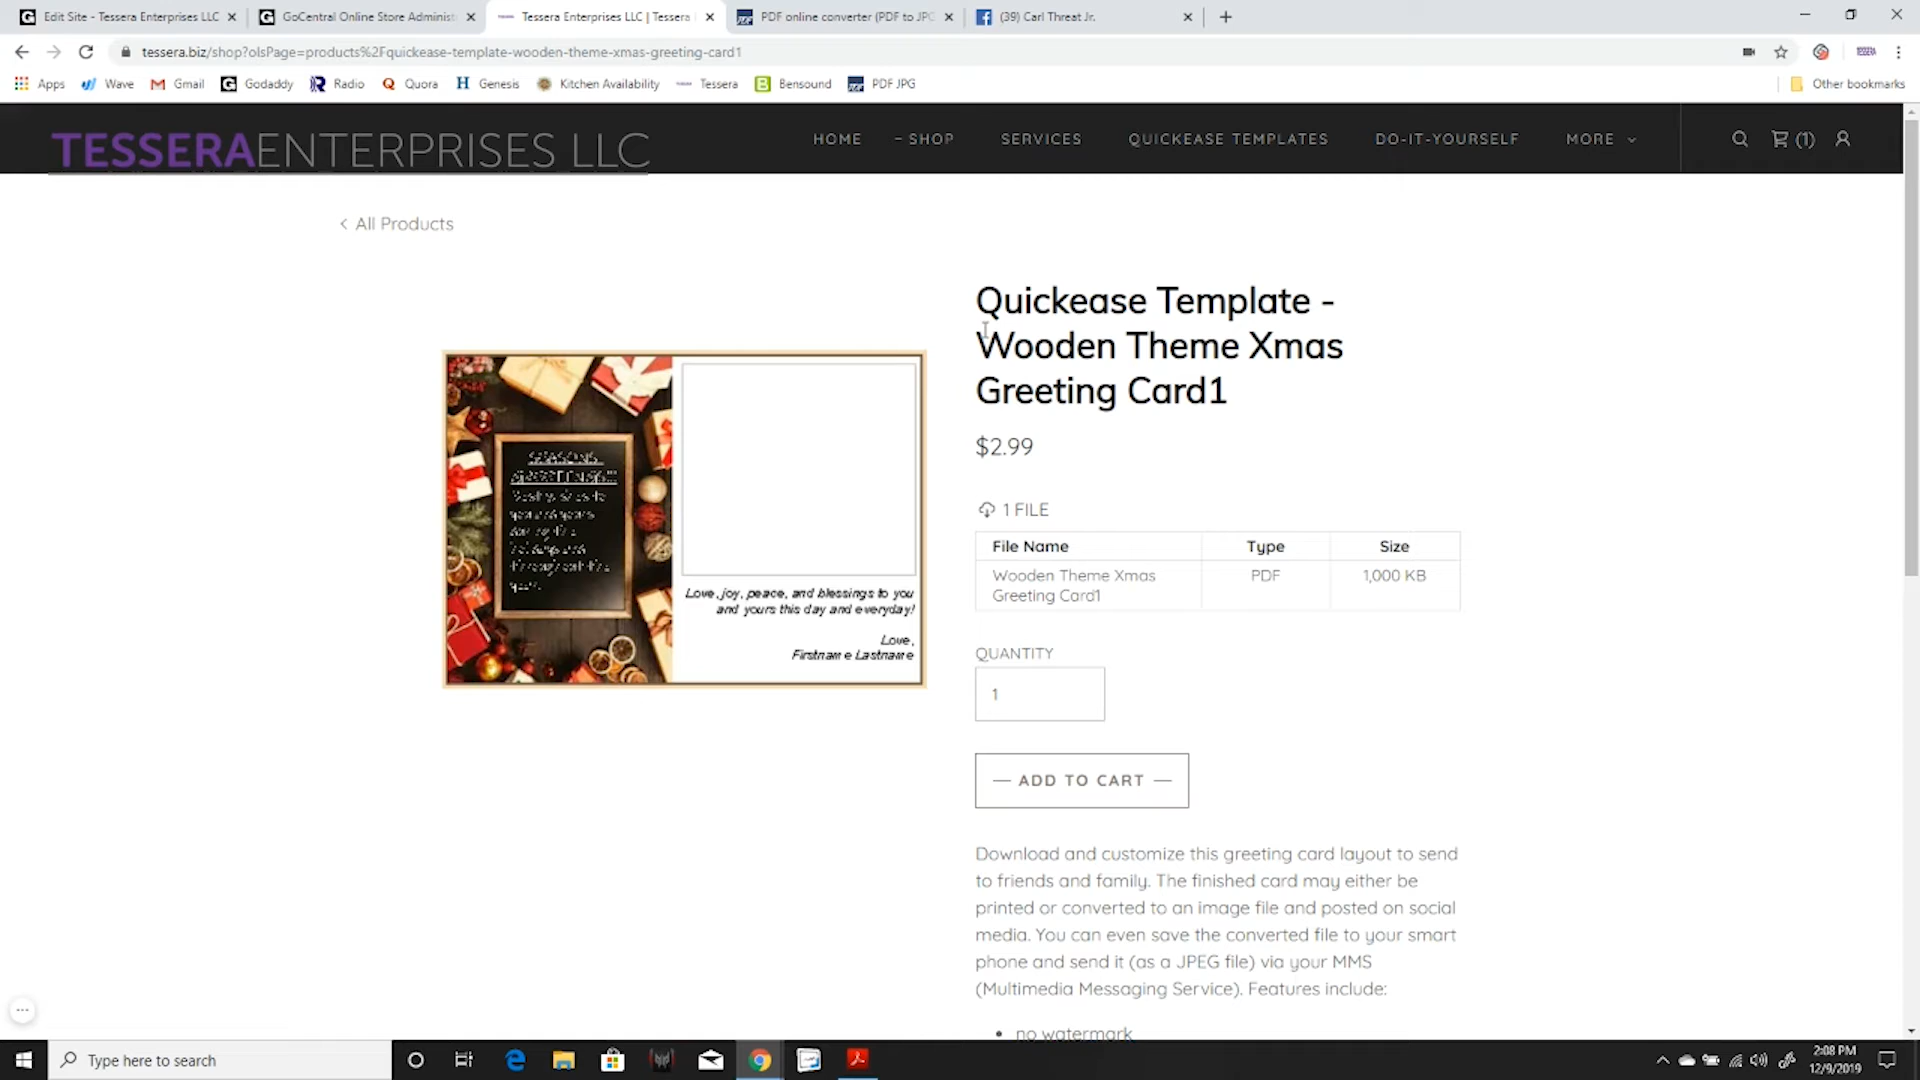 Edit Site - Tessera Enterprises LLC
GoCentral Online Store Administ
Tessera Enterprises LLC | Tessera
PDF online converter (PDF to JPG
(39) Carl Threat Jr.
tessera.biz/shop?olsPage=products%2Fquickease-template-wooden-theme-xmas-greeting-card1
Apps Wave Gmail Godaddy Radio Quora Genesis Kitchen Availability Tessera Bensound PDF JPG Other bookmarks
TESSERAENTERPRISES LLC
HOME - SHOP SERVICES QUICKEASE TEMPLATES DO-IT-YOURSELF MORE (1)
< All Products
Quickease Template -
Wooden Theme Xmas
Greeting Card1
$2.99
1 FILE
File Name Type Size
Wooden Theme Xmas PDF 1,000 KB
Greeting Card1
QUANTITY
1
— ADD TO CART —
SEASONS
GREETINGS!!!
Love, joy, peace, and blessings to you
and yours this day and everyday!
Love,
Firstname Lastname
Download and customize this greeting card layout to send
to friends and family. The finished card may either be
printed or converted to an image file and posted on social
media. You can even save the converted file to your smart
phone and send it (as a JPEG file) via your MMS
(Multimedia Messaging Service). Features include:
• no watermark
Type here to search
2:08 PM
12/9/2019